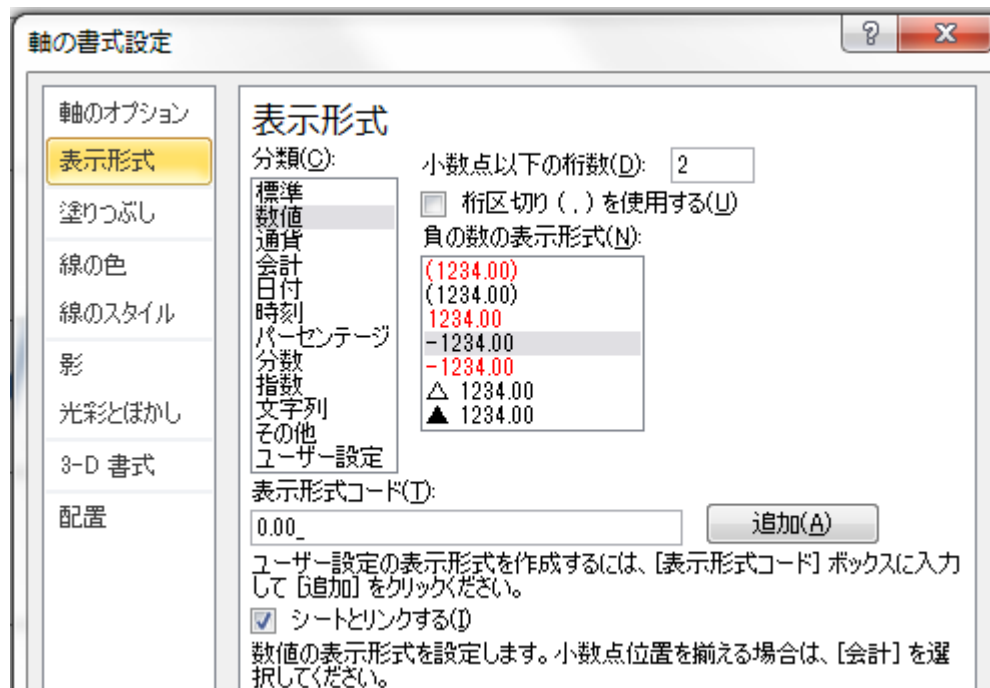 軸の書式設定
軸のオプション
表示形式
塗りつぶし
線の色
線のスタイル
影
光彩とぼかし
3-D 書式
配置
表示形式
分類(C):
標準
数値
通貨
会計
日付
時刻
パーセンテージ
分数
指数
文字列
その他
ユーザー設定
小数点以下の桁数(D): 2
桁区切り ( , ) を使用する(U)
負の数の表示形式(N):
(1234.00)
(1234.00)
1234.00
-1234.00
-1234.00
△ 1234.00
▲ 1234.00
表示形式コード(T):
0.00_
追加(A)
ユーザー設定の表示形式を作成するには、[表示形式コード] ボックスに入力
して [追加] をクリックください。
シートとリンクする(I)
数値の表示形式を設定します。小数点位置を揃える場合は、[会計] を選
択してください。